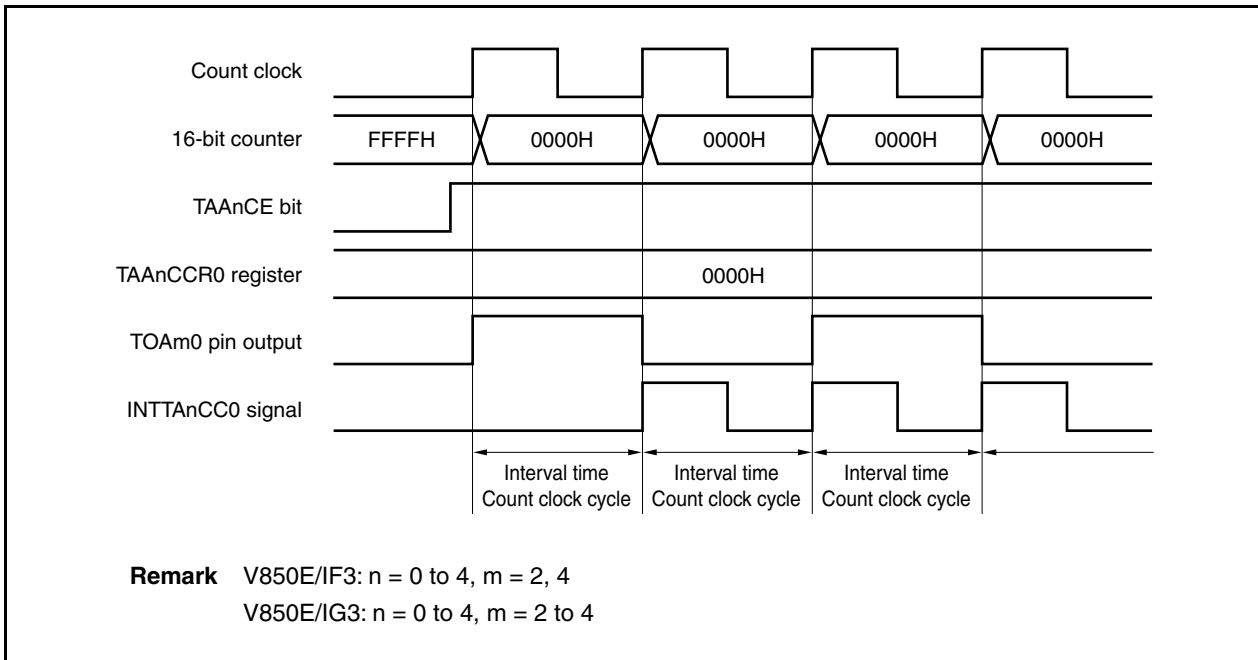 Count clock
16-bit counter FFFFH 0000H 0000H 0000H 0000H
TAAnCE bit
TAAnCCR0 register 0000H
TOAm0 pin output
INTTAnCC0 signal
Interval time Interval time Interval time
Count clock cycle Count clock cycle Count clock cycle
Remark V850E/IF3: n = 0 to 4, m = 2, 4
V850E/IG3: n = 0 to 4, m = 2 to 4